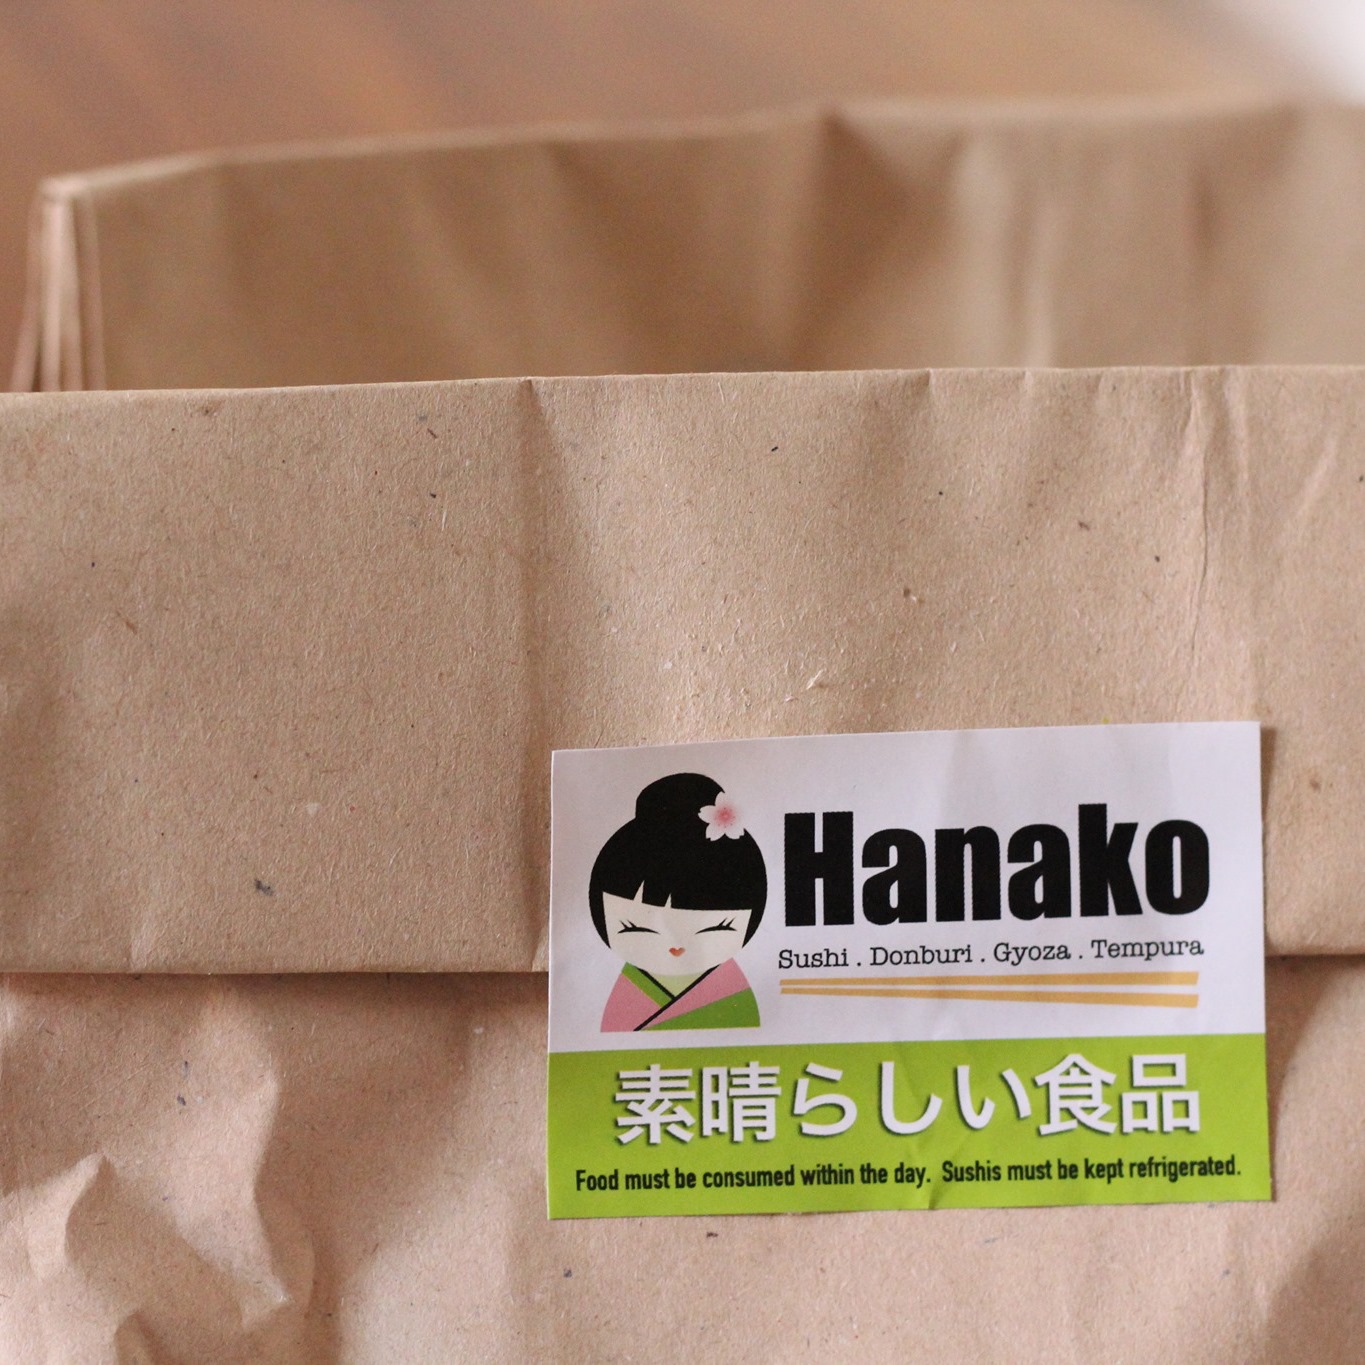 Hanako
Sushi . Donburi . Gyoza . Tempura
素晴らしい食品
Food must be consumed within the day. Sushis must be kept refrigerated.